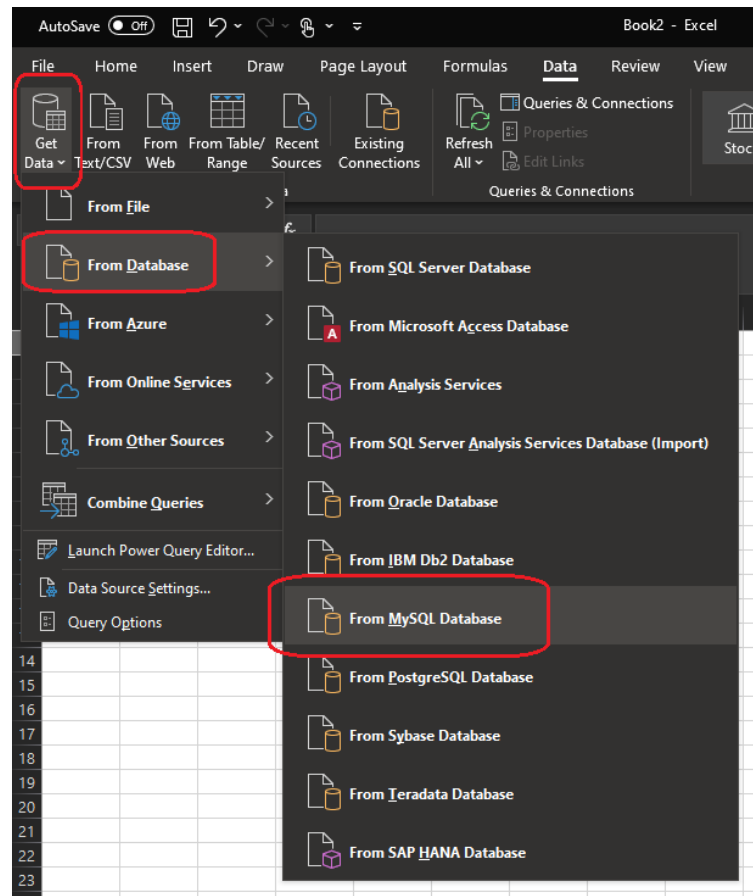 AutoSave Off Book2 - Excel
File Home Insert Draw Page Layout Formulas Data Review View
Get Data
From Text/CSV
From Web
From Table/ Range
Recent Sources
Existing Connections
Refresh All
Queries & Connections
Properties
Edit Links
Stoc
Queries & Connections
From File
From Database
From Azure
From Online Services
From Other Sources
Combine Queries
Launch Power Query Editor...
Data Source Settings...
Query Options
From SQL Server Database
From Microsoft Access Database
From Analysis Services
From SQL Server Analysis Services Database (Import)
From Oracle Database
From IBM Db2 Database
From MySQL Database
From PostgreSQL Database
From Sybase Database
From Teradata Database
From SAP HANA Database
14
15
16
17
18
19
20
21
22
23